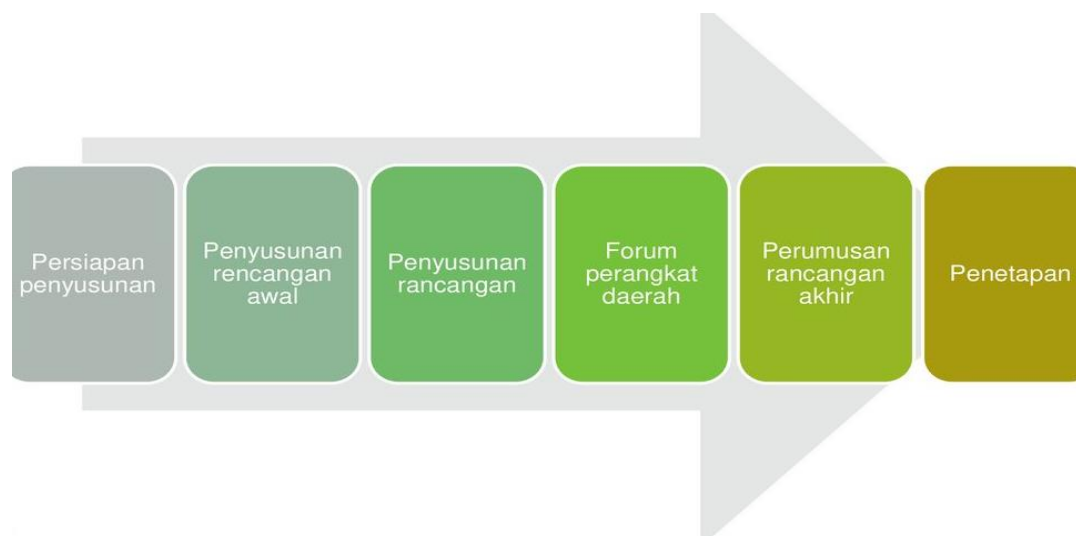 Persiapan
penyusunan
Penyusunan
rencangan
awal
Penyusunan
rancangan
Forum
perangkat
daerah
Perumusan
rancangan
akhir
Penetapan